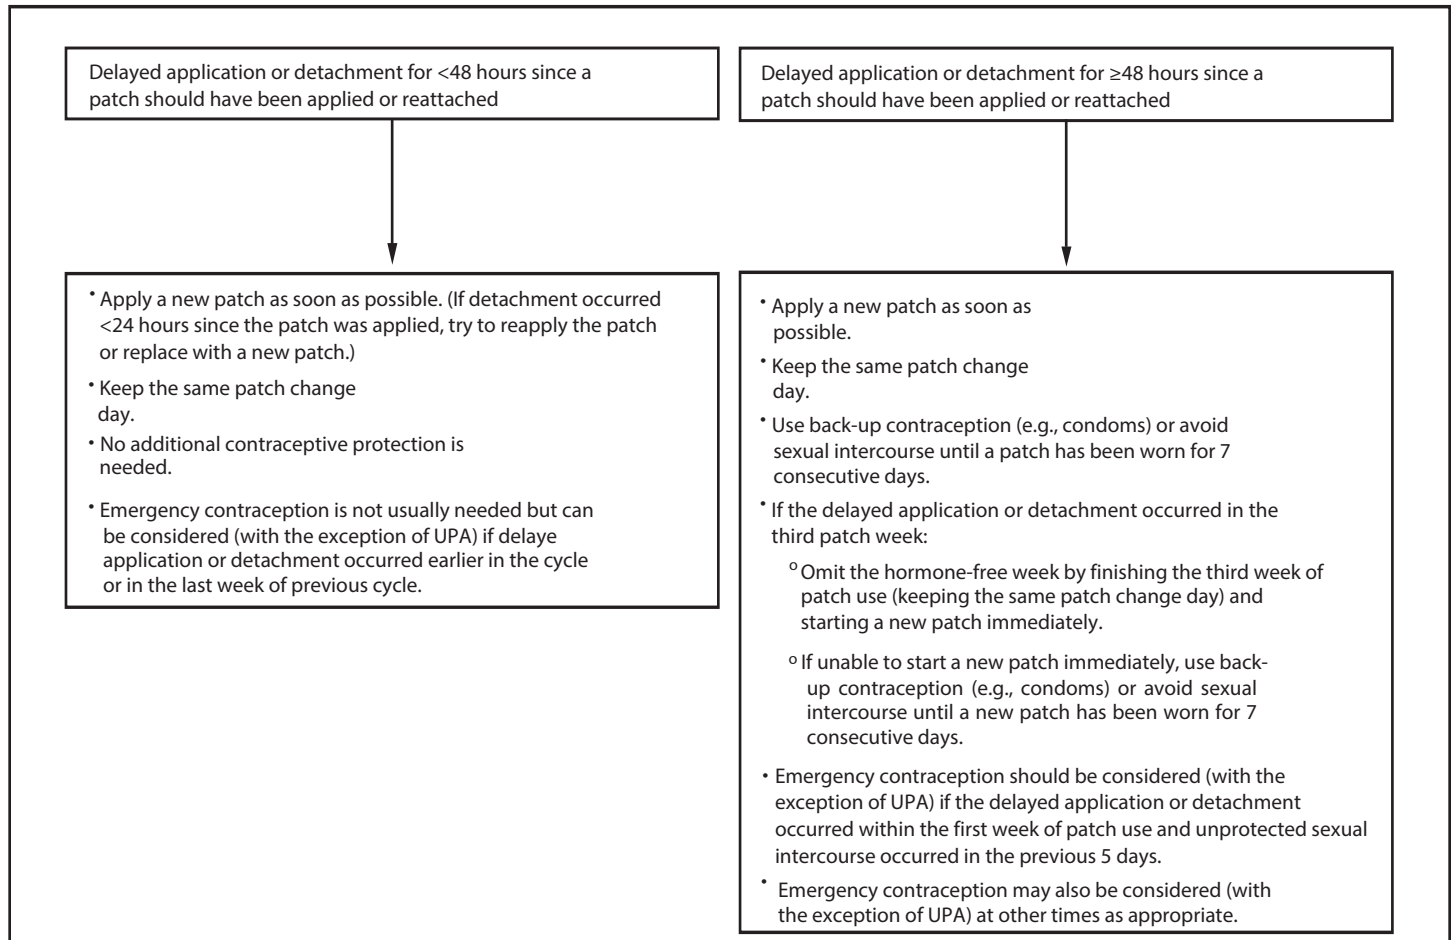 Delayed application or detachment for <48 hours since a
patch should have been applied or reattached
Delayed application or detachment for ≥48 hours since a
patch should have been applied or reattached
• Apply a new patch as soon as possible. (If detachment occurred
<24 hours since the patch was applied, try to reapply the patch
or replace with a new patch.)
• Keep the same patch change
day.
• No additional contraceptive protection is
needed.
• Emergency contraception is not usually needed but can
be considered (with the exception of UPA) if delaye
application or detachment occurred earlier in the cycle
or in the last week of previous cycle.
• Apply a new patch as soon as
possible.
• Keep the same patch change
day.
• Use back-up contraception (e.g., condoms) or avoid
sexual intercourse until a patch has been worn for 7
consecutive days.
• If the delayed application or detachment occurred in the
third patch week:
o Omit the hormone-free week by finishing the third week of
patch use (keeping the same patch change day) and
starting a new patch immediately.
o If unable to start a new patch immediately, use back-
up contraception (e.g., condoms) or avoid sexual
intercourse until a new patch has been worn for 7
consecutive days.
• Emergency contraception should be considered (with the
exception of UPA) if the delayed application or detachment
occurred within the first week of patch use and unprotected sexual
intercourse occurred in the previous 5 days.
• Emergency contraception may also be considered (with
the exception of UPA) at other times as appropriate.